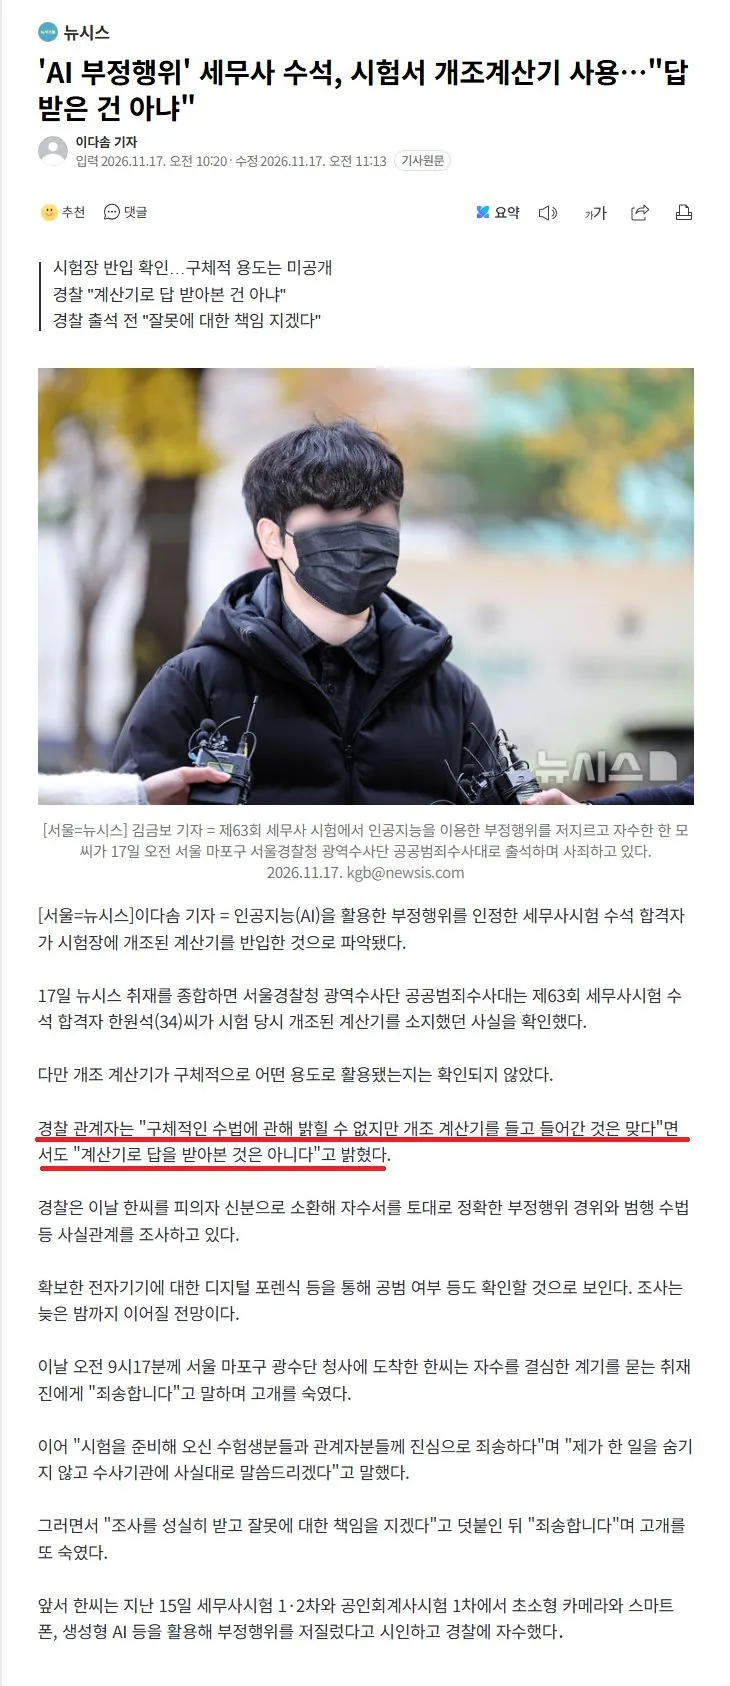 뉴시스
'AI 부정행위' 세무사 수석, 시험서 개조계산기 사용…"답
받은 건 아냐"
이다솜 기자
입력 2026.11.17. 오전 10:20 · 수정 2026.11.17. 오전 11:13 기사원문
추천 댓글 요약 가가
시험장 반입 확인…구체적 용도는 미공개
경찰 "계산기로 답 받아본 건 아냐"
경찰 출석 전 "잘못에 대한 책임 지겠다"
뉴시스
[서울=뉴시스] 김금보 기자 = 제63회 세무사 시험에서 인공지능을 이용한 부정행위를 저지르고 자수한 한 모
씨가 17일 오전 서울 마포구 서울경찰청 광역수사단 공공범죄수사대로 출석하며 사죄하고 있다.
2026.11.17. kgb@newsis.com
[서울=뉴시스]이다솜 기자 = 인공지능(AI)을 활용한 부정행위를 인정한 세무사시험 수석 합격자
가 시험장에 개조된 계산기를 반입한 것으로 파악됐다.
17일 뉴시스 취재를 종합하면 서울경찰청 광역수사단 공공범죄수사대는 제63회 세무사시험 수
석 합격자 한원석(34)씨가 시험 당시 개조된 계산기를 소지했던 사실을 확인했다.
다만 개조 계산기가 구체적으로 어떤 용도로 활용됐는지는 확인되지 않았다.
경찰 관계자는 "구체적인 수법에 관해 밝힐 수 없지만 개조 계산기를 들고 들어간 것은 맞다"면
서도 "계산기로 답을 받아본 것은 아니다"고 밝혔다.
경찰은 이날 한씨를 피의자 신분으로 소환해 자수서를 토대로 정확한 부정행위 경위와 범행 수법
등 사실관계를 조사하고 있다.
확보한 전자기기에 대한 디지털 포렌식 등을 통해 공범 여부 등도 확인할 것으로 보인다. 조사는
늦은 밤까지 이어질 전망이다.
이날 오전 9시17분께 서울 마포구 광수단 청사에 도착한 한씨는 자수를 결심한 계기를 묻는 취재
진에게 "죄송합니다"고 말하며 고개를 숙였다.
이어 "시험을 준비해 오신 수험생분들과 관계자분들께 진심으로 죄송하다"며 "제가 한 일을 숨기
지 않고 수사기관에 사실대로 말씀드리겠다"고 말했다.
그러면서 "조사를 성실히 받고 잘못에 대한 책임을 지겠다"고 덧붙인 뒤 "죄송합니다"며 고개를
또 숙였다.
앞서 한씨는 지난 15일 세무사시험 1·2차와 공인회계사시험 1차에서 초소형 카메라와 스마트
폰, 생성형 AI 등을 활용해 부정행위를 저질렀다고 시인하고 경찰에 자수했다.